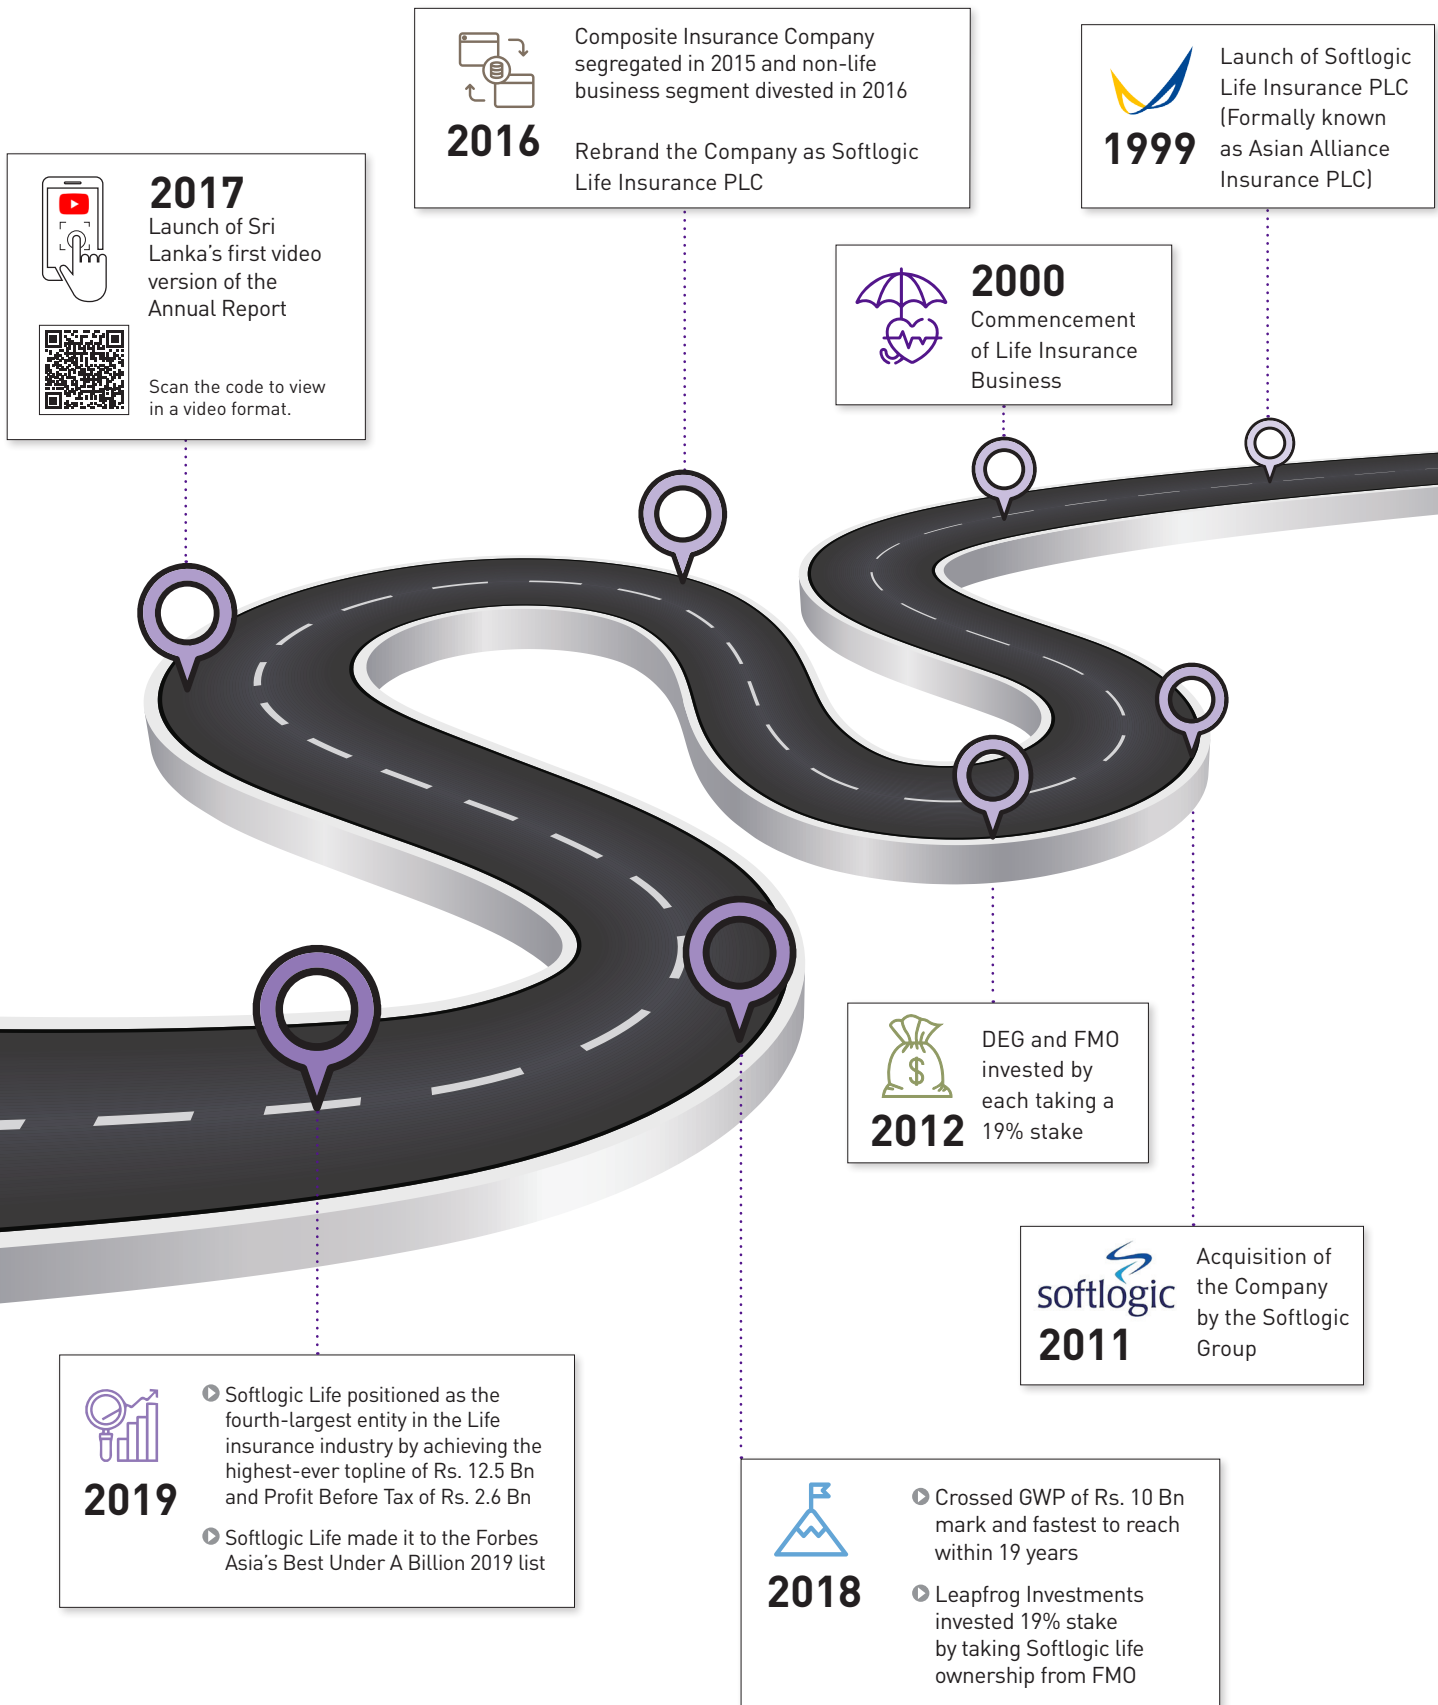 Composite Insurance Company
segregated in 2015 and non-life
business segment divested in 2016
2016
Rebrand the Company as Softlogic
Life Insurance PLC
Launch of Softlogic
Life Insurance PLC
(Formally known
as Asian Alliance
Insurance PLC)
1999
2017
Launch of Sri
Lanka's first video
version of the
Annual Report
Scan the code to view
in a video format.
2000
Commencement
of Life Insurance
Business
$
2012
DEG and FMO
invested by
each taking a
19% stake
softlogic
2011
Acquisition of
the Company
by the Softlogic
Group
2019
Softlogic Life positioned as the
fourth-largest entity in the Life
insurance industry by achieving the
highest-ever topline of Rs. 12.5 Bn
and Profit Before Tax of Rs. 2.6 Bn
Softlogic Life made it to the Forbes
Asia's Best Under A Billion 2019 list
2018
Crossed GWP of Rs. 10 Bn
mark and fastest to reach
within 19 years
Leapfrog Investments
invested 19% stake
by taking Softlogic life
ownership from FMO